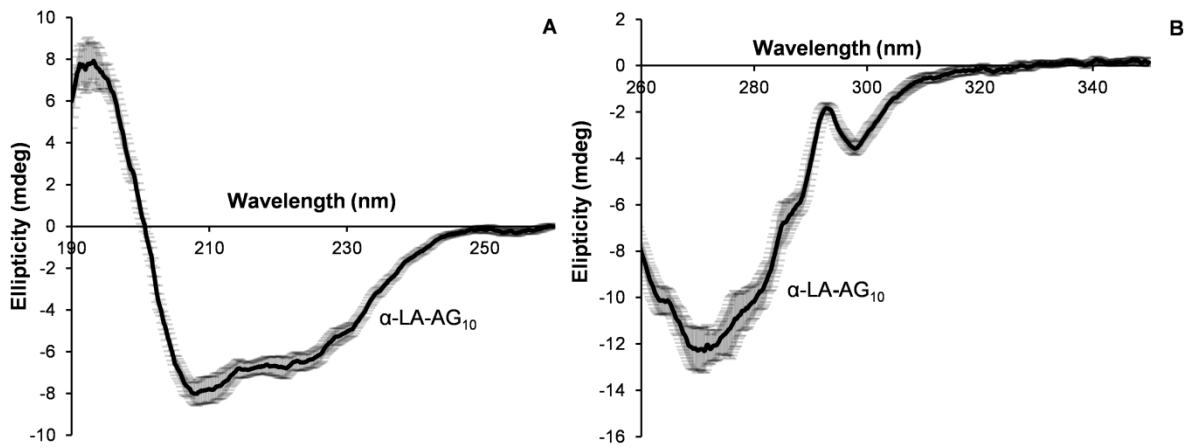 A
Ellipticity (mdeg)
10
8
6
4
2
0
-2
-4
-6
-8
-10
Wavelength (nm)
190 210 230 250
α-LA-AG₁₀
B
Elipticity (mdeg)
2
0
-2
-4
-6
-8
-10
-12
-14
-16
Wavelength (nm)
260 280 300 320 340
α-LA-AG₁₀